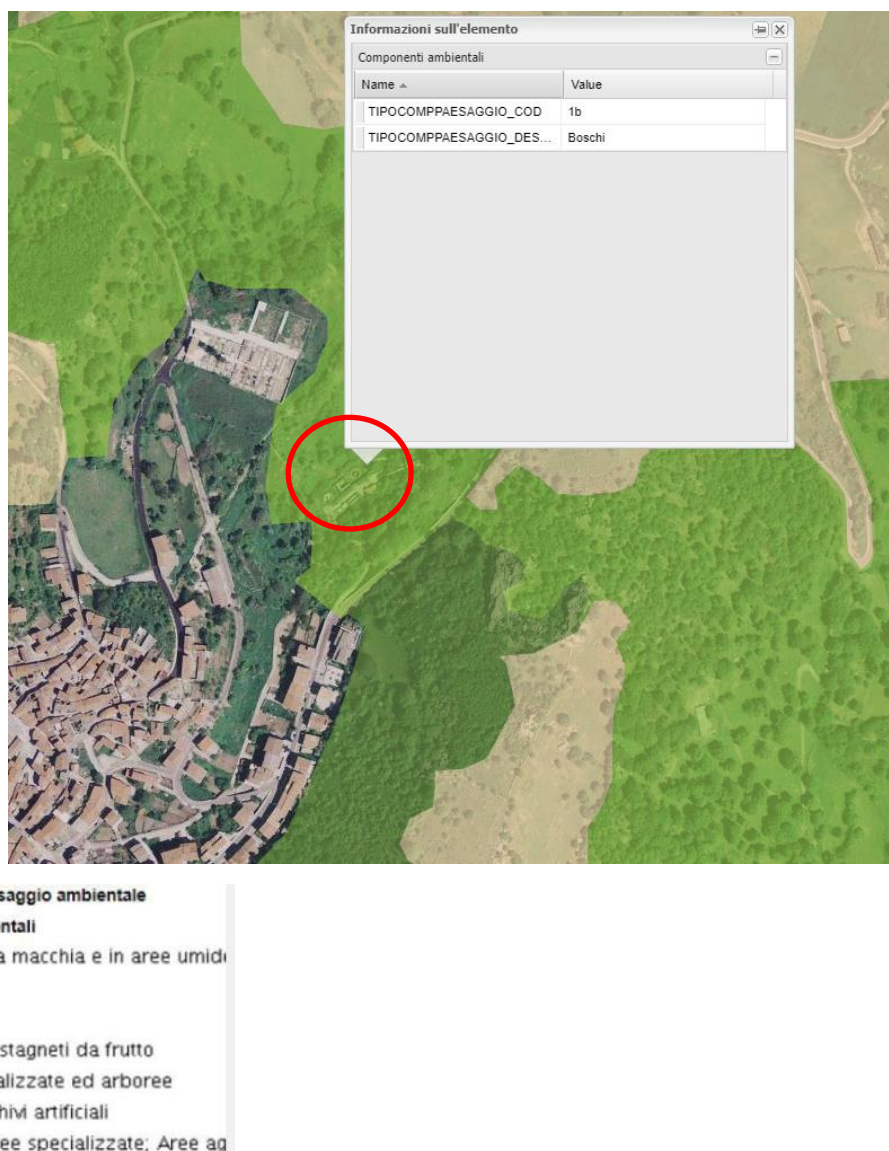 Informazioni sull'elemento
Componenti ambientali
Name Value
TIPOCOMPPAESAGGIO_COD 1b
TIPOCOMPPAESAGGIO_DES... Boschi
saggio ambientale
ntali
a macchia e in aree umid
stagneti da frutto
alizzate ed arboree
hivi artificiali
ee specializzate; Aree ag